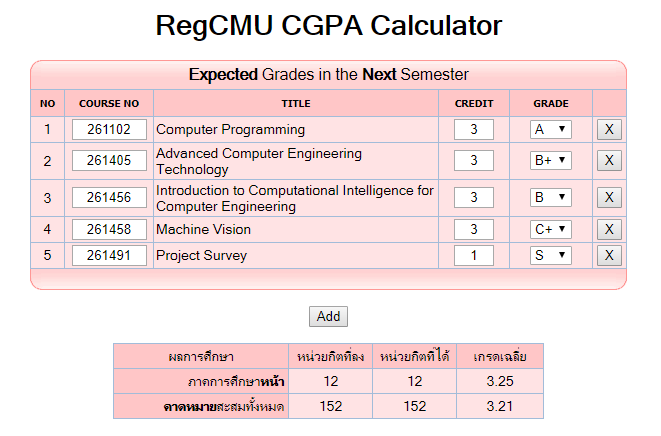 RegCMU CGPA Calculator
Expected Grades in the Next Semester
NO COURSE NO TITLE CREDIT GRADE
1 261102 Computer Programming 3 A X
2 261405 Advanced Computer Engineering
Technology 3 B+ X
3 261456 Introduction to Computational Intelligence for
Computer Engineering 3 B X
4 261458 Machine Vision 3 C+ X
5 261491 Project Survey 1 S X
Add
ผลการศึกษา หน่วยกิตที่ลง หน่วยกิตที่ได้ เกรดเฉลี่ย
ภาคการศึกษาหน้า 12 12 3.25
คาดหมายสะสมทั้งหมด 152 152 3.21